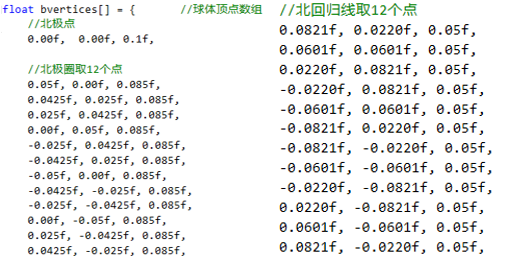 float bvertices[] = {      //球体顶点数组
//北极点
0.00f,  0.00f, 0.1f,
//北极圈取12个点
0.05f, 0.00f, 0.085f,
0.0425f, 0.025f, 0.085f,
0.025f, 0.0425f, 0.085f,
0.00f, 0.05f, 0.085f,
-0.025f, 0.0425f, 0.085f,
-0.0425f, 0.025f, 0.085f,
-0.05f, 0.00f, 0.085f,
-0.0425f, -0.025f, 0.085f,
-0.025f, -0.0425f, 0.085f,
0.00f, -0.05f, 0.085f,
0.025f, -0.0425f, 0.085f,
0.0425f, -0.025f, 0.085f,
//北回归线取12个点
0.0821f, 0.0220f, 0.05f,
0.0601f, 0.0601f, 0.05f,
0.0220f, 0.0821f, 0.05f,
-0.0220f, 0.0821f, 0.05f,
-0.0601f, 0.0601f, 0.05f,
-0.0821f, 0.0220f, 0.05f,
-0.0821f, -0.0220f, 0.05f,
-0.0601f, -0.0601f, 0.05f,
-0.0220f, -0.0821f, 0.05f,
0.0220f, -0.0821f, 0.05f,
0.0601f, -0.0601f, 0.05f,
0.0821f, -0.0220f, 0.05f,